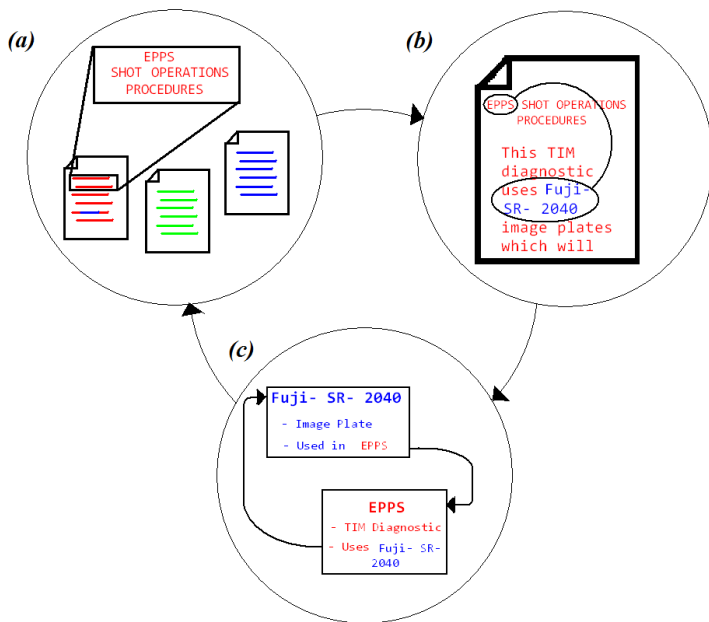 (a)
EPPS
SHOT OPERATIONS
PROCEDURES
(b)
EPPS SHOT OPERATIONS
PROCEDURES
This TIM
diagnostic
uses Fuji-
SR- 2040
image plates
which will
(c)
Fuji- SR- 2040
- Image Plate
- Used in EPPS
EPPS
- TIM Diagnostic
- Uses Fuji- SR-
2040